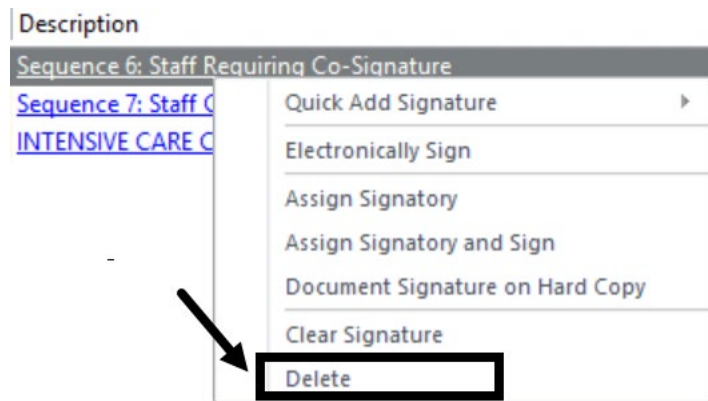 Description
Sequence 6: Staff Requiring Co-Signature
Sequence 7: Staff
INTENSIVE CARE
Quick Add Signature
Electronically Sign
Assign Signatory
Assign Signatory and Sign
Document Signature on Hard Copy
Clear Signature
Delete